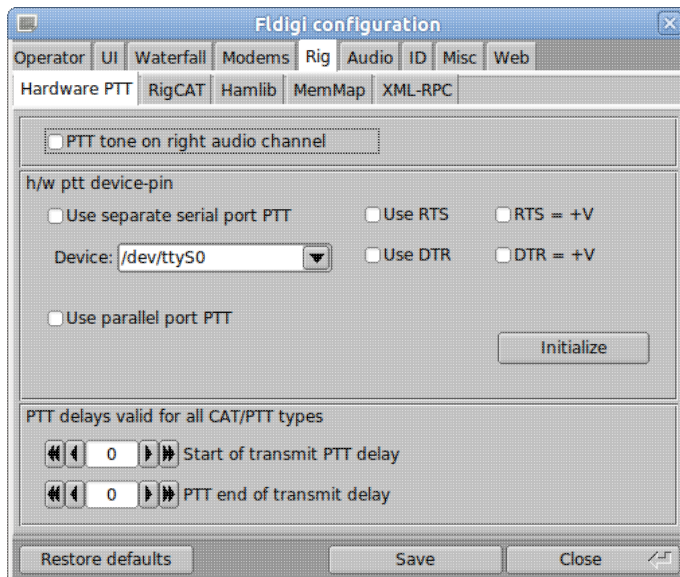 Fldigi configuration
Operator UI Waterfall Modems Rig Audio ID Misc Web
Hardware PTT RigCAT Hamlib MemMap XML-RPC
PTT tone on right audio channel
h/w ptt device-pin
Use separate serial port PTT Use RTS RTS = +V
Device: /dev/ttyS0 Use DTR DTR = +V
Use parallel port PTT
Initialize
PTT delays valid for all CAT/PTT types
0 Start of transmit PTT delay
0 PTT end of transmit delay
Restore defaults Save Close